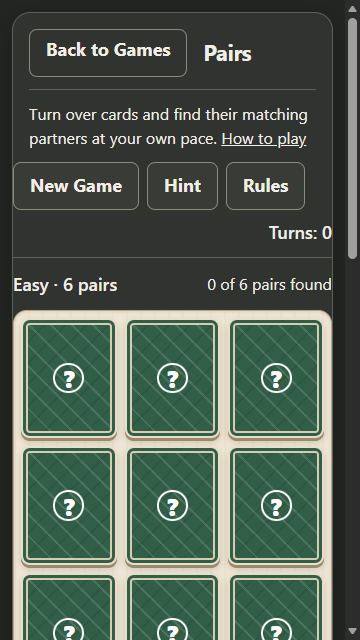 Back to Games
Pairs
Turn over cards and find their matching
partners at your own pace. How to play
New Game
Hint
Rules
Turns: 0
Easy · 6 pairs
0 of 6 pairs found
? ? ?
? ? ?
? ? ?